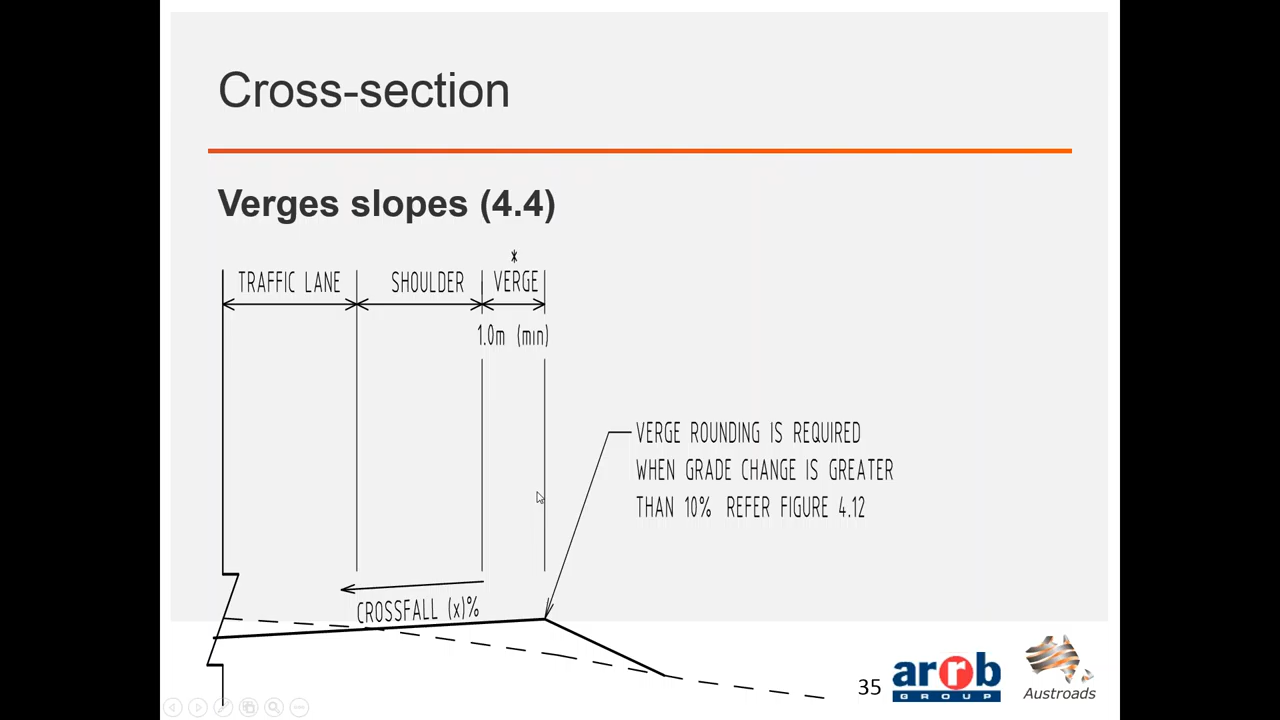 Cross-section
Verges slopes (4.4)
*
TRAFFIC LANE SHOULDER VERGE
1.0m (min)
VERGE ROUNDING IS REQUIRED
WHEN GRADE CHANGE IS GREATER
THAN 10% REFER FIGURE 4.12
CROSSFALL (x)%
35
arrb
GROUP
Austroads